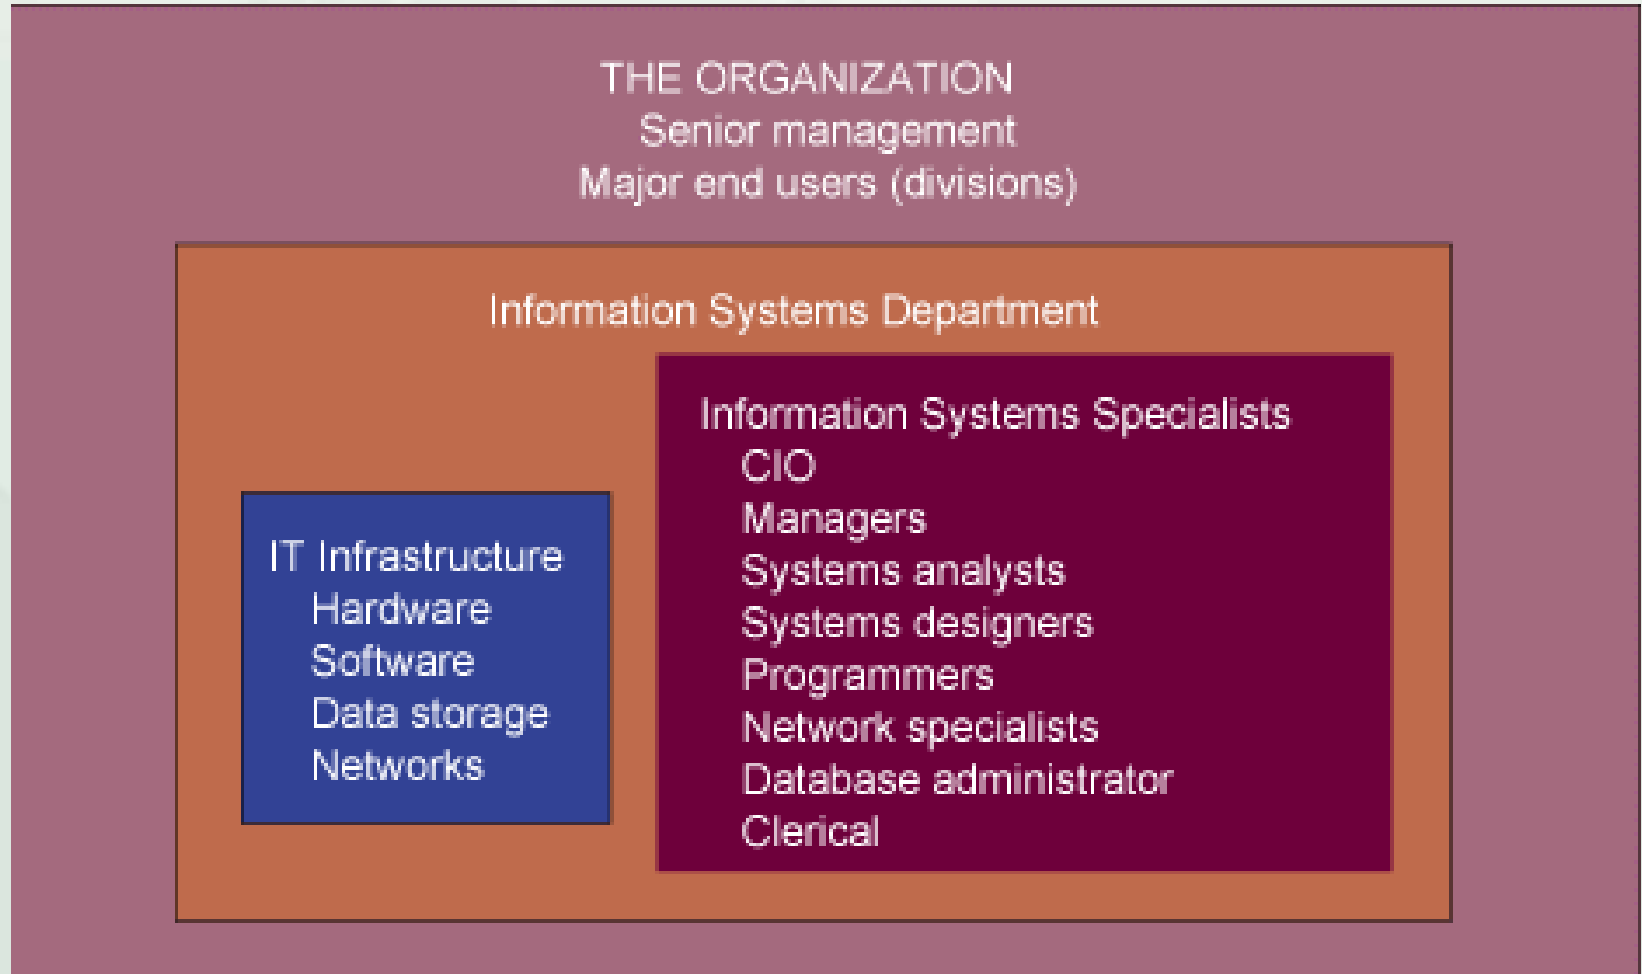 THE ORGANIZATION
Senior management
Major end users (divisions)
Information Systems Department
IT Infrastructure
Hardware
Software
Data storage
Networks
Information Systems Specialists
CIO
Managers
Systems analysts
Systems designers
Programmers
Network specialists
Database administrator
Clerical